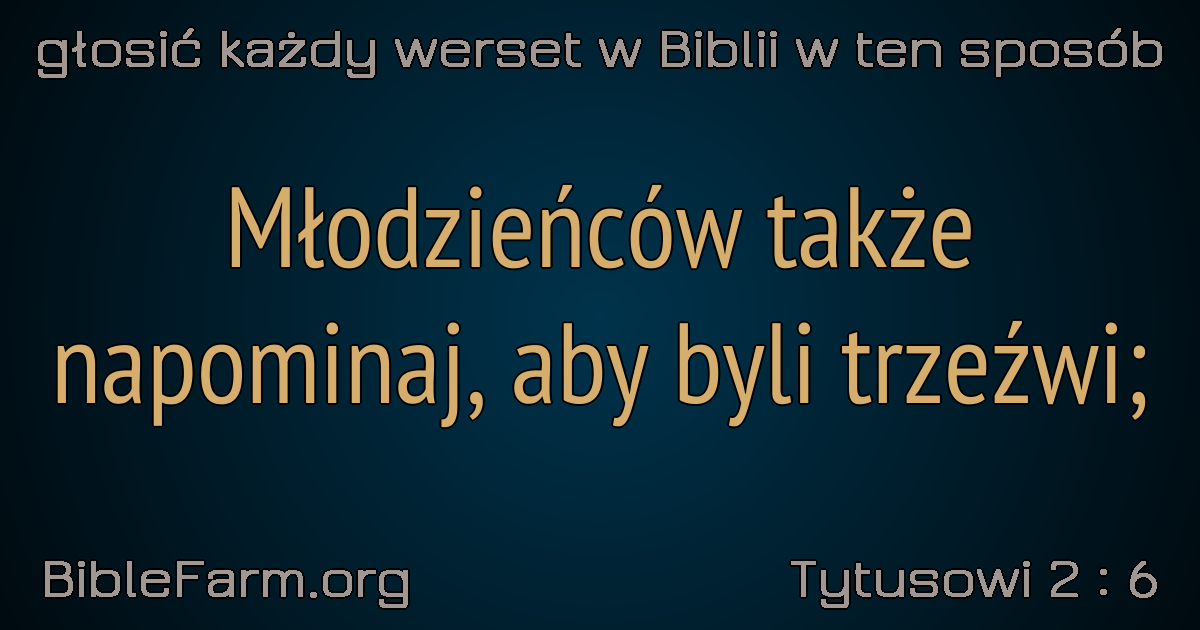 głosić każdy werset w Biblii w ten sposób
Młodzieńców także
napominaj, aby byli trzeźwi;
BibleFarm.org
Tytusowi 2 : 6